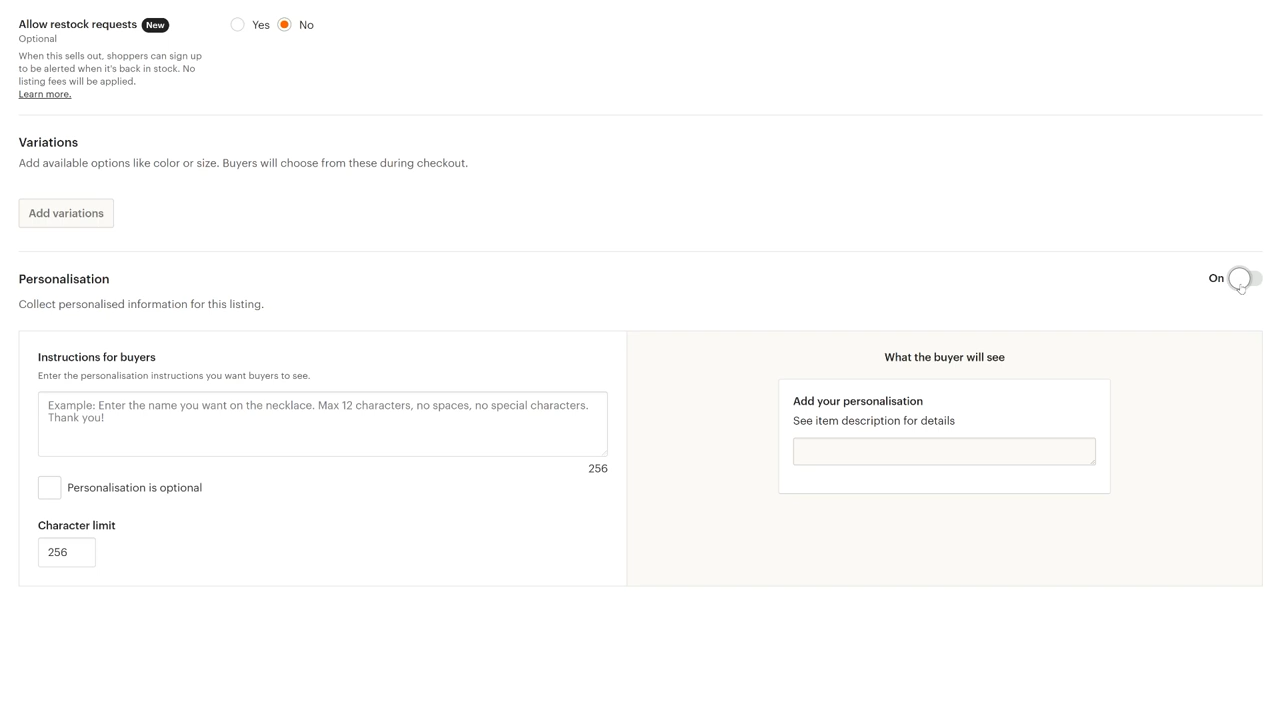 Allow restock requests New
Yes No
Optional
When this sells out, shoppers can sign up
to be alerted when it's back in stock. No
listing fees will be applied.
Learn more.
Variations
Add available options like color or size. Buyers will choose from these during checkout.
Add variations
Personalisation
On
Collect personalised information for this listing.
Instructions for buyers
Enter the personalisation instructions you want buyers to see.
Example: Enter the name you want on the necklace. Max 12 characters, no spaces, no special characters.
Thank you!
256
Personalisation is optional
Character limit
256
What the buyer will see
Add your personalisation
See item description for details